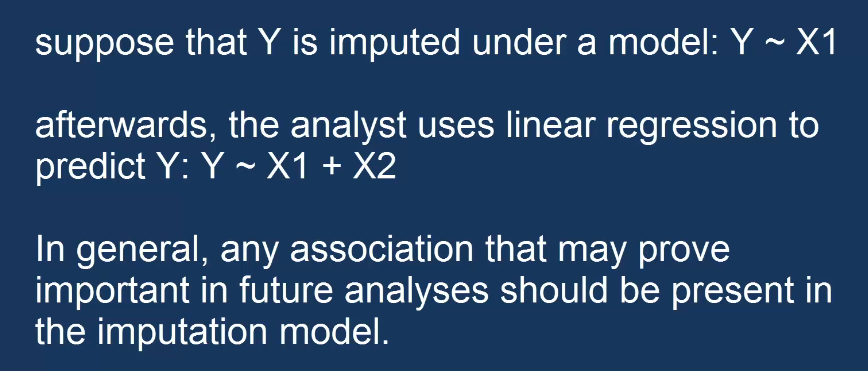 suppose that Y is imputed under a model: Y ~ X1
afterwards, the analyst uses linear regression to
predict Y: Y ~ X1 + X2
In general, any association that may prove
important in future analyses should be present in
the imputation model.